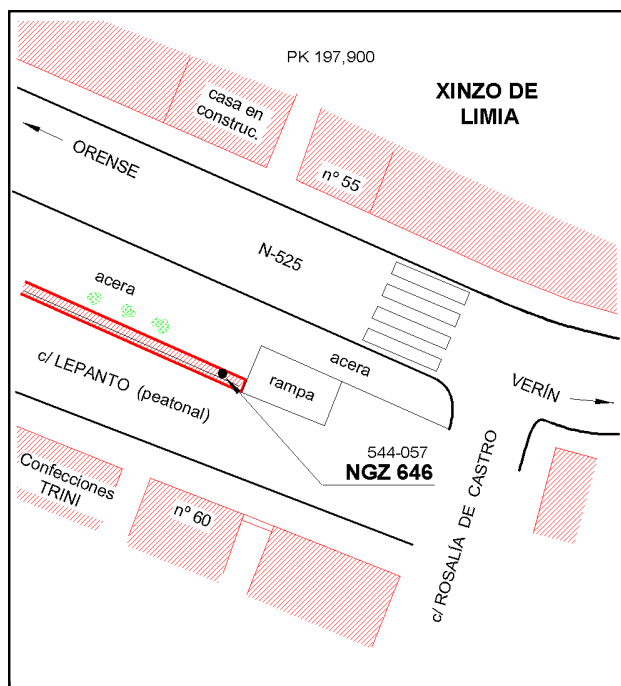 PK 197,900
XINZO DE
LIMIA
casa en
construc.
ORENSE
nº 55
N-525
acera
acera
rampa
VERÍN
c/ LEPANTO (peatonal)
544-057
NGZ 646
Confecciones
TRINI
nº 60
c/ ROSALÍA DE CASTRO